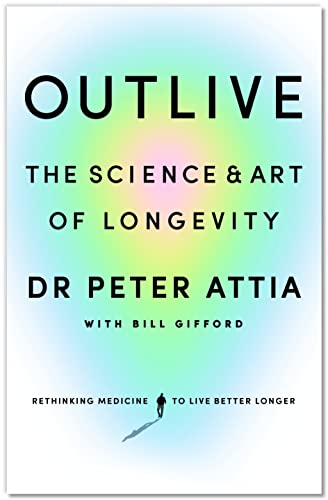 OUTLIVE
THE SCIENCE & ART
OF LONGEVITY
DR PETER ATTIA
WITH BILL GIFFORD
RETHINKING MEDICINE TO LIVE BETTER LONGER